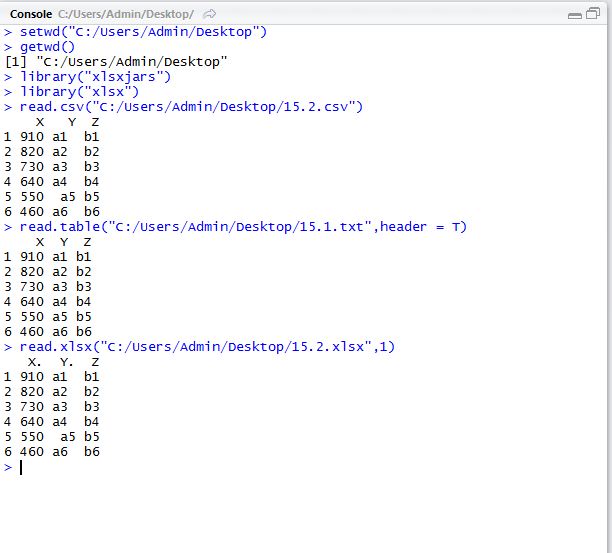 Console C:/Users/Admin/Desktop/
> setwd("C:/Users/Admin/Desktop")
> getwd()
[1] "C:/Users/Admin/Desktop"
> library("xlsxjars")
> library("xlsx")
> read.csv("C:/Users/Admin/Desktop/15.2.csv")
    X   Y  Z
1 910 a1  b1
2 820 a2  b2
3 730 a3  b3
4 640 a4  b4
5 550  a5 b5
6 460 a6  b6
> read.table("C:/Users/Admin/Desktop/15.1.txt",header = T)
    X  Y  Z
1 910 a1 b1
2 820 a2 b2
3 730 a3 b3
4 640 a4 b4
5 550 a5 b5
6 460 a6 b6
> read.xlsx("C:/Users/Admin/Desktop/15.2.xlsx",1)
   X.  Y.  Z
1 910 a1  b1
2 820 a2  b2
3 730 a3  b3
4 640 a4  b4
5 550  a5 b5
6 460 a6  b6
>